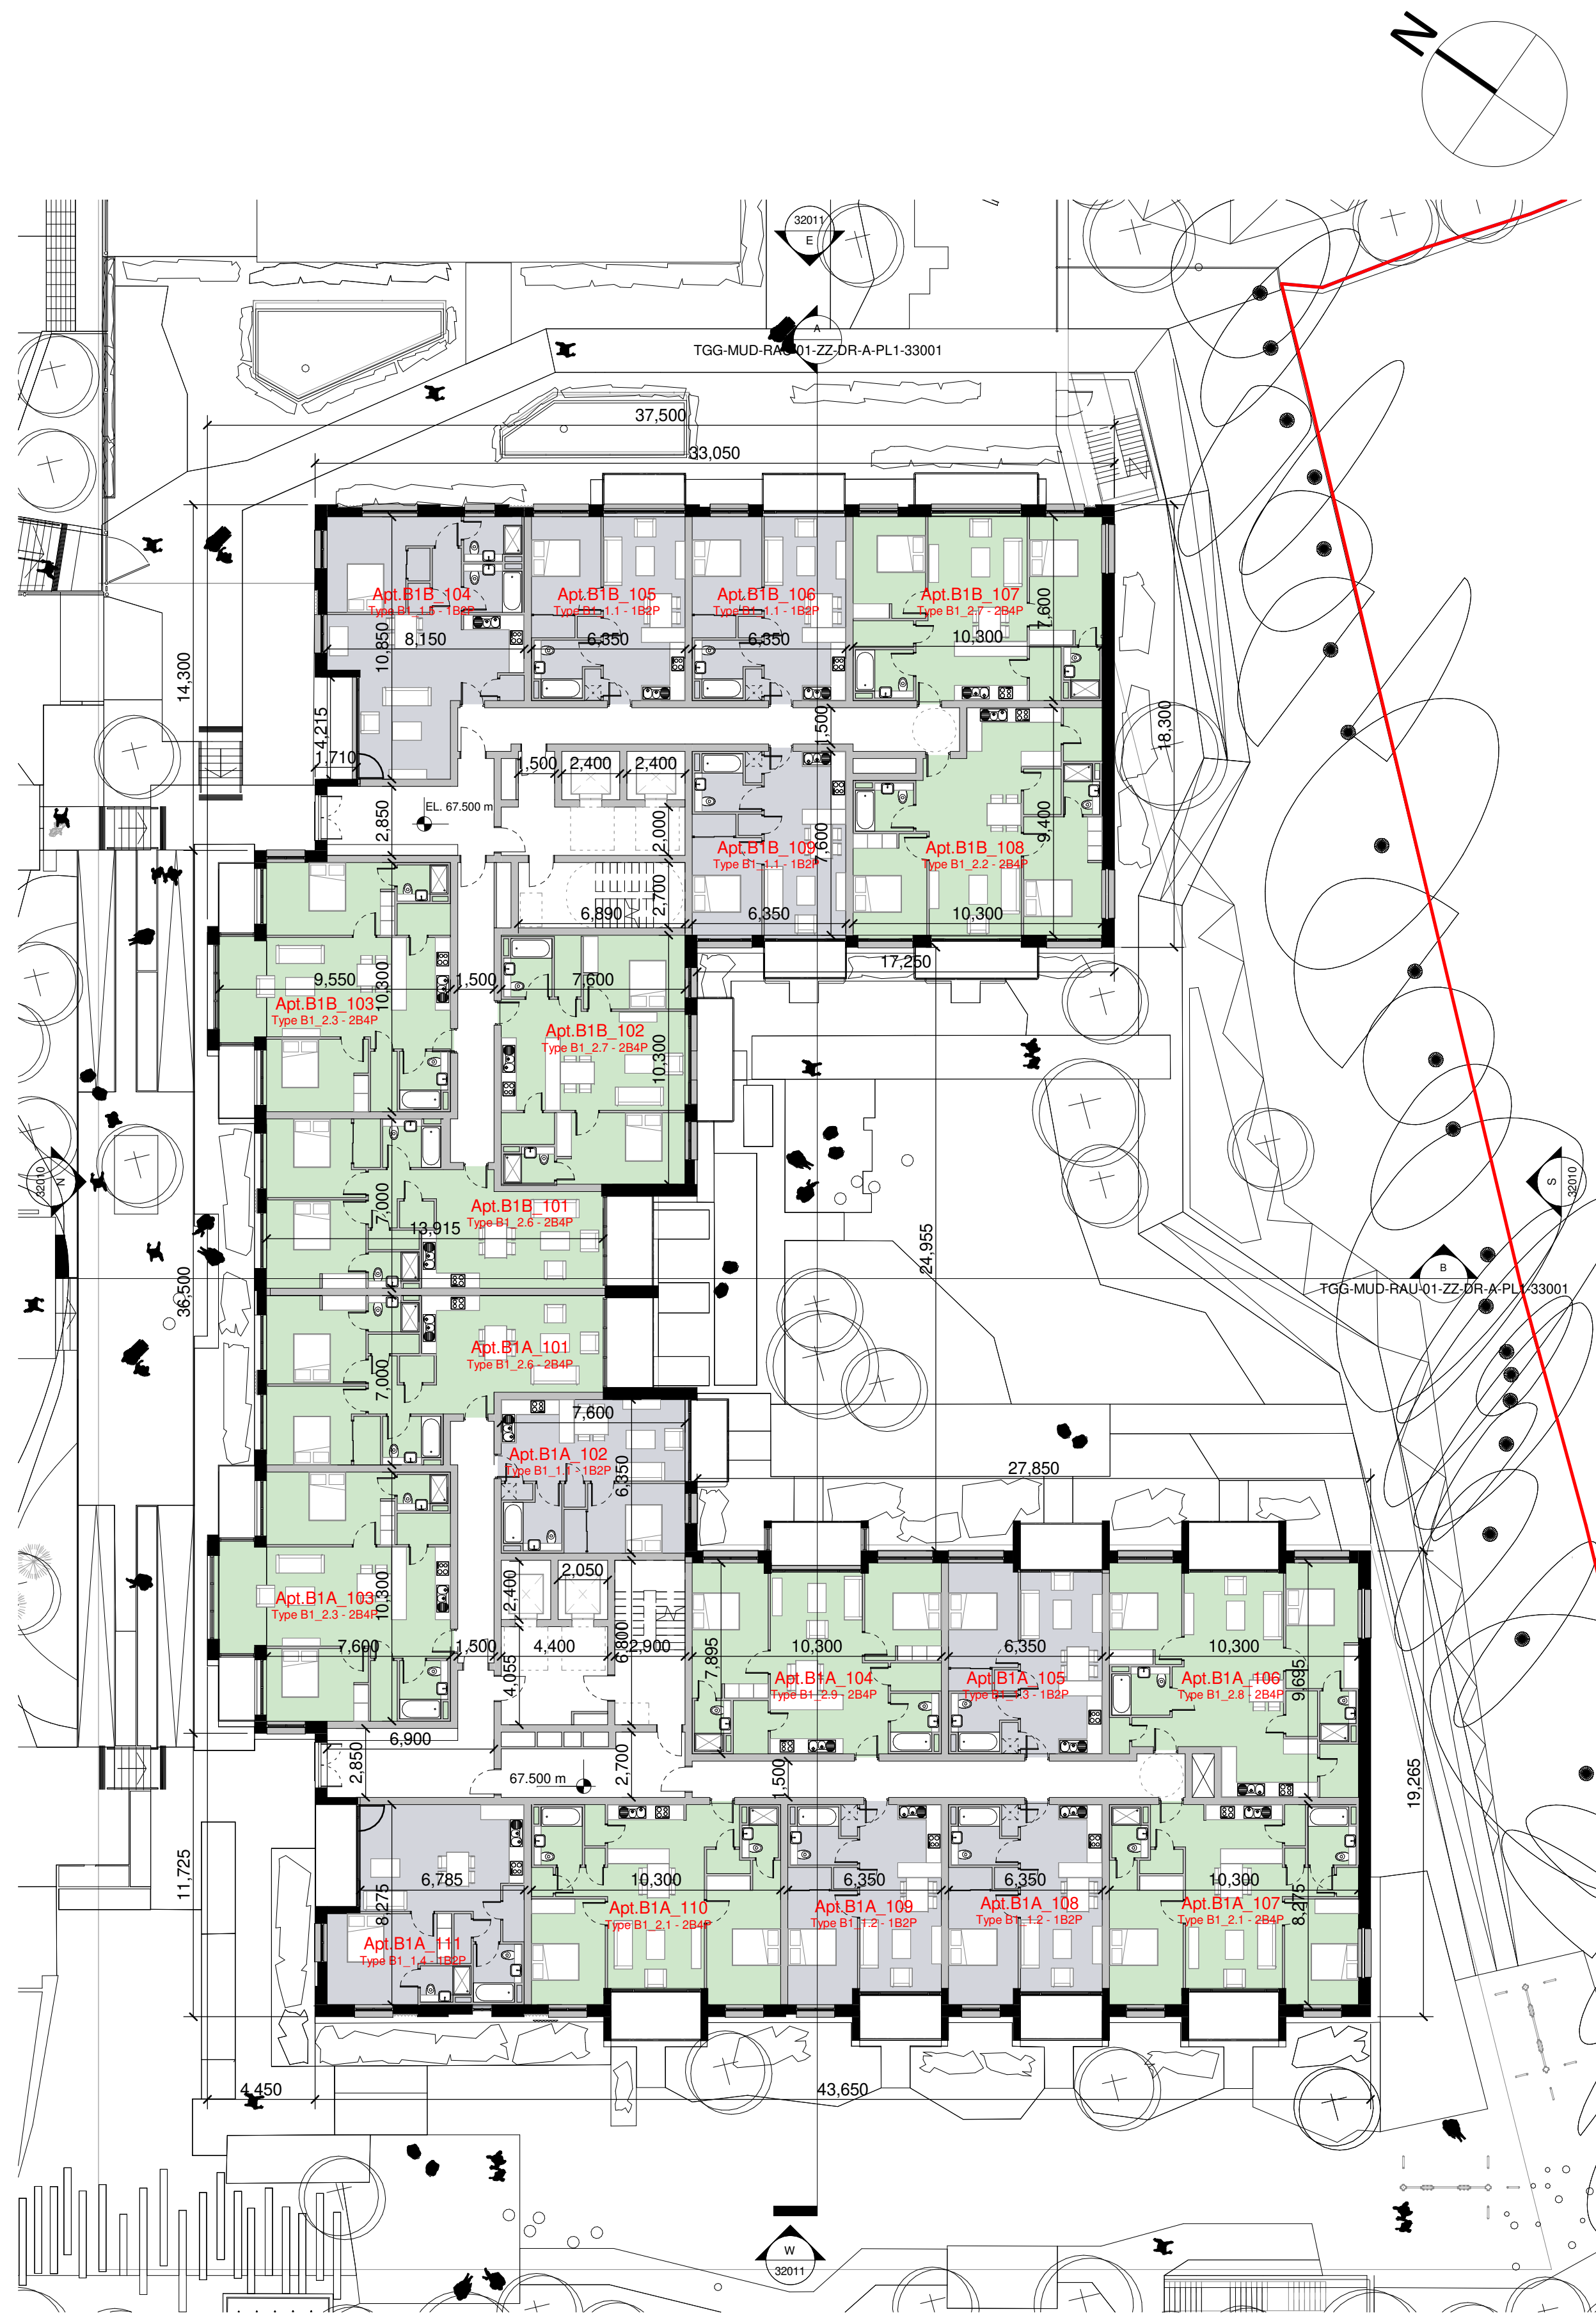 N
32011
E
A
TGG-MUD-RAU-01-ZZ-DR-A-PL1-33001
37,500
33,050
Apt.B1B_104
Type B1_1.5 - 1B2P
Apt.B1B_105
Type B1_1.1 - 1B2P
Apt.B1B_106
Type B1_1.1 - 1B2P
Apt.B1B_107
Type B1_2.7 - 2B4P
7,600
10,850
8,150
6,350
6,350
10,300
14,300
4,215
1,710
1,500
18,300
1,500
2,400
2,400
EL. 67.500 m
2,850
2,000
9,400
Apt.B1B_109
Type B1_1.1 - 1B2P
7,600
Apt.B1B_108
Type B1_2.2 - 2B4P
2,700
6,890
6,350
10,300
17,250
9,550
10,300
1,500
7,600
Apt.B1B_103
Type B1_2.3 - 2B4P
Apt.B1B_102
Type B1_2.7 - 2B4P
10,300
32010
N
S
32010
7,000
Apt.B1B_101
Type B1_2.6 - 2B4P
13,915
24,955
B
TGG-MUD-RAU-01-ZZ-DR-A-PL1-33001
36,500
Apt.B1A_101
Type B1_2.6 - 2B4P
7,000
7,600
Apt.B1A_102
Type B1_1.1 - 1B2P
6,350
27,850
2,400
2,050
Apt.B1A_103
Type B1_2.3 - 2B4P
10,300
7,600
1,500
4,400
6,800
2,900
7,895
10,300
6,350
10,300
4,055
Apt.B1A_104
Type B1_2.9 - 2B4P
Apt.B1A_105
Type B1_1.3 - 1B2P
Apt.B1A_106
Type B1_2.8 - 2B4P
9,695
6,900
2,850
67.500 m
2,700
1,500
19,265
11,725
6,785
8,275
10,300
6,350
6,350
10,300
8,275
Apt.B1A_110
Type B1_2.1 - 2B4P
Apt.B1A_109
Type B1_1.2 - 1B2P
Apt.B1A_108
Type B1_1.2 - 1B2P
Apt.B1A_107
Type B1_2.1 - 2B4P
Apt.B1A_111
Type B1_1.4 - 1B2P
4,450
43,650
W
32011